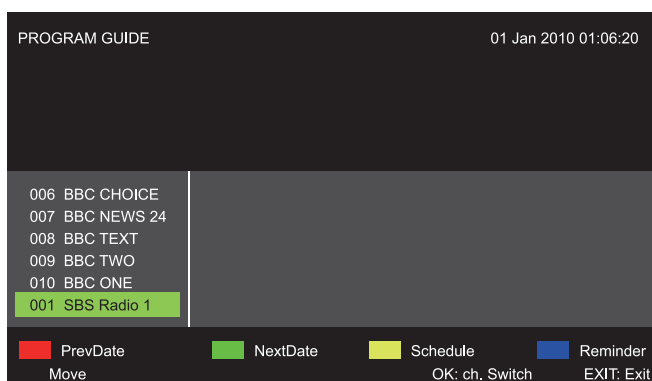 PROGRAM GUIDE 01 Jan 2010 01:06:20
006 BBC CHOICE
007 BBC NEWS 24
008 BBC TEXT
009 BBC TWO
010 BBC ONE
001 SBS Radio 1
PrevDate NextDate Schedule Reminder
Move OK: ch, Switch EXIT: Exit